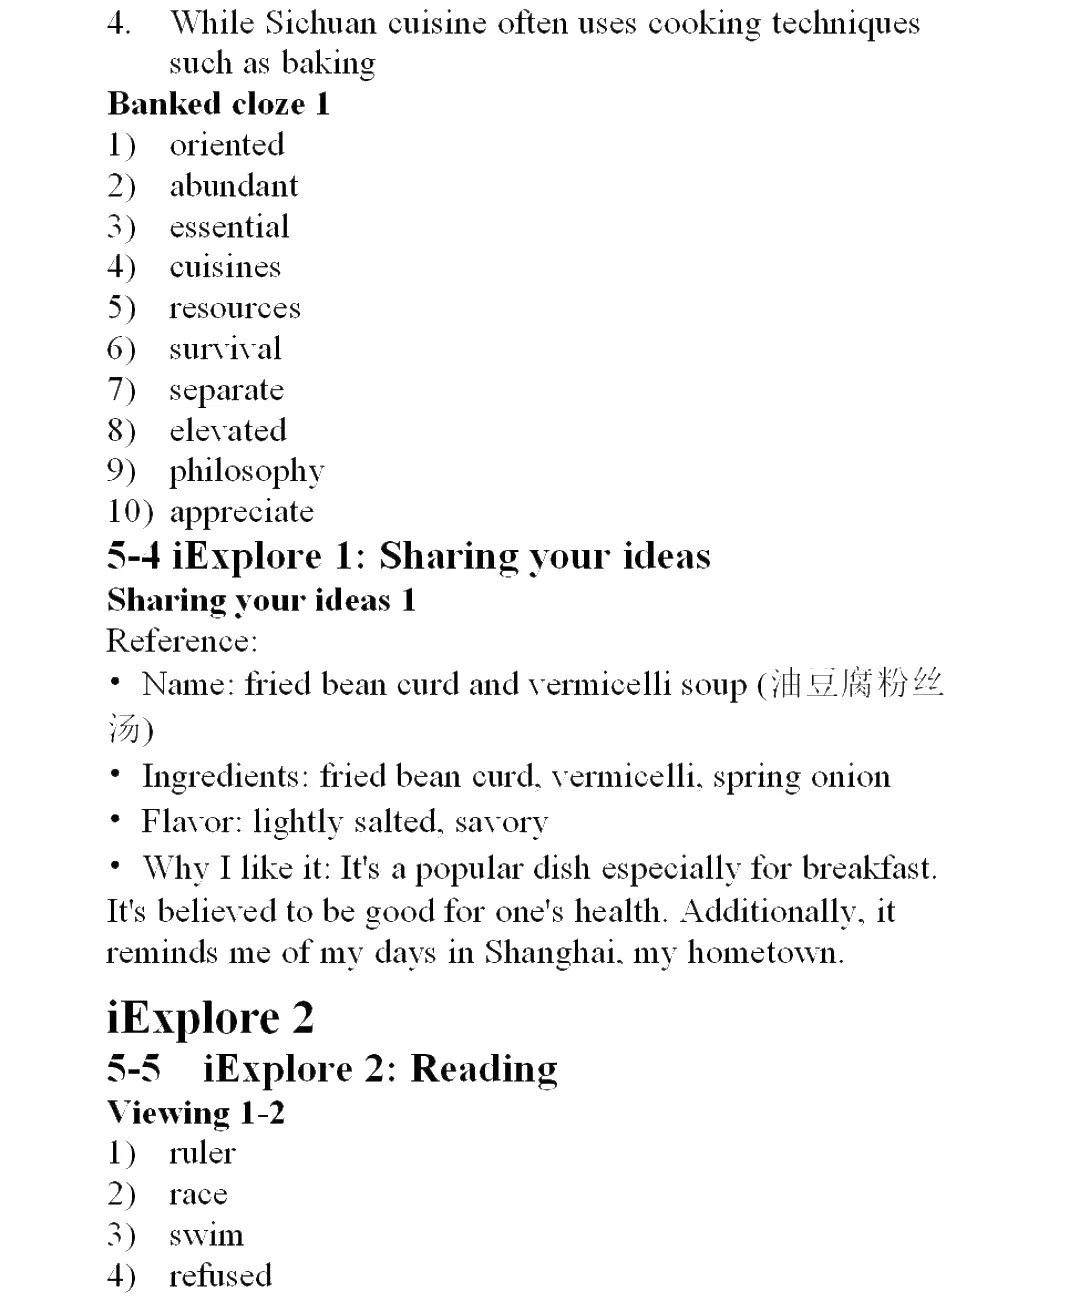 4. While Sichuan cuisine often uses cooking techniques
such as baking
Banked cloze 1
1) oriented
2) abundant
3) essential
4) cuisines
5) resources
6) survival
7) separate
8) elevated
9) philosophy
10) appreciate
5-4 iExplore 1: Sharing your ideas
Sharing your ideas 1
Reference:
• Name: fried bean curd and vermicelli soup (油豆腐粉丝
汤)
• Ingredients: fried bean curd, vermicelli, spring onion
• Flavor: lightly salted, savory
• Why I like it: It's a popular dish especially for breakfast.
It's believed to be good for one's health. Additionally, it
reminds me of my days in Shanghai, my hometown.
iExplore 2
5-5 iExplore 2: Reading
Viewing 1-2
1) ruler
2) race
3) swim
4) refused